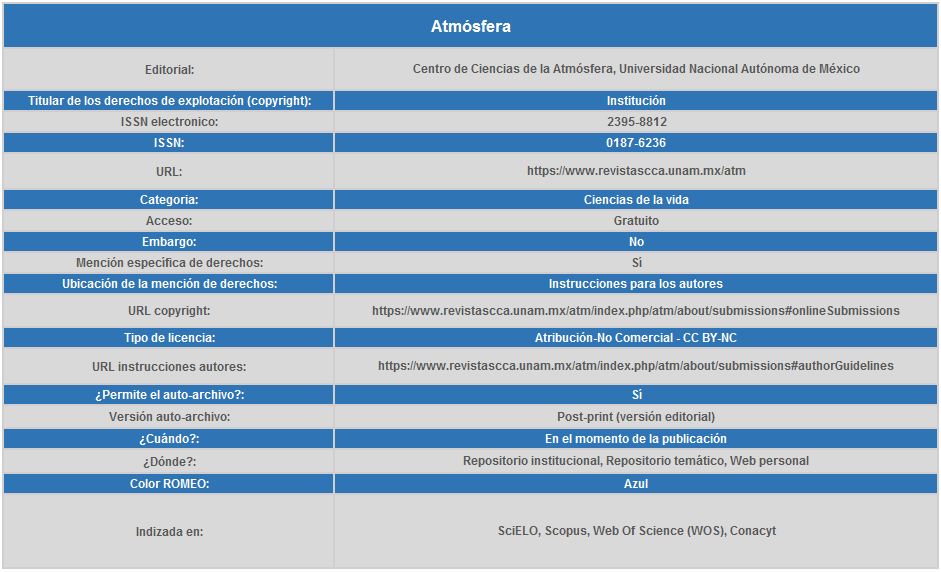 Atmósfera
Editorial: Centro de Ciencias de la Atmósfera, Universidad Nacional Autónoma de México
Titular de los derechos de explotación (copyright): Institución
ISSN electronico: 2395-8812
ISSN: 0187-6236
URL: https://www.revistascca.unam.mx/atm
Categoria: Ciencias de la vida
Acceso: Gratuito
Embargo: No
Mención específica de derechos: Sí
Ubicación de la mención de derechos: Instrucciones para los autores
URL copyright: https://www.revistascca.unam.mx/atm/index.php/atm/about/submissions#onlineSubmissions
Tipo de licencia: Atribución-No Comercial - CC BY-NC
URL instrucciones autores: https://www.revistascca.unam.mx/atm/index.php/atm/about/submissions#authorGuidelines
¿Permite el auto-archivo?: Sí
Versión auto-archivo: Post-print (versión editorial)
¿Cuándo?: En el momento de la publicación
¿Dónde?: Repositorio institucional, Repositorio temático, Web personal
Color ROMEO: Azul
Indizada en: SciELO, Scopus, Web Of Science (WOS), Conacyt